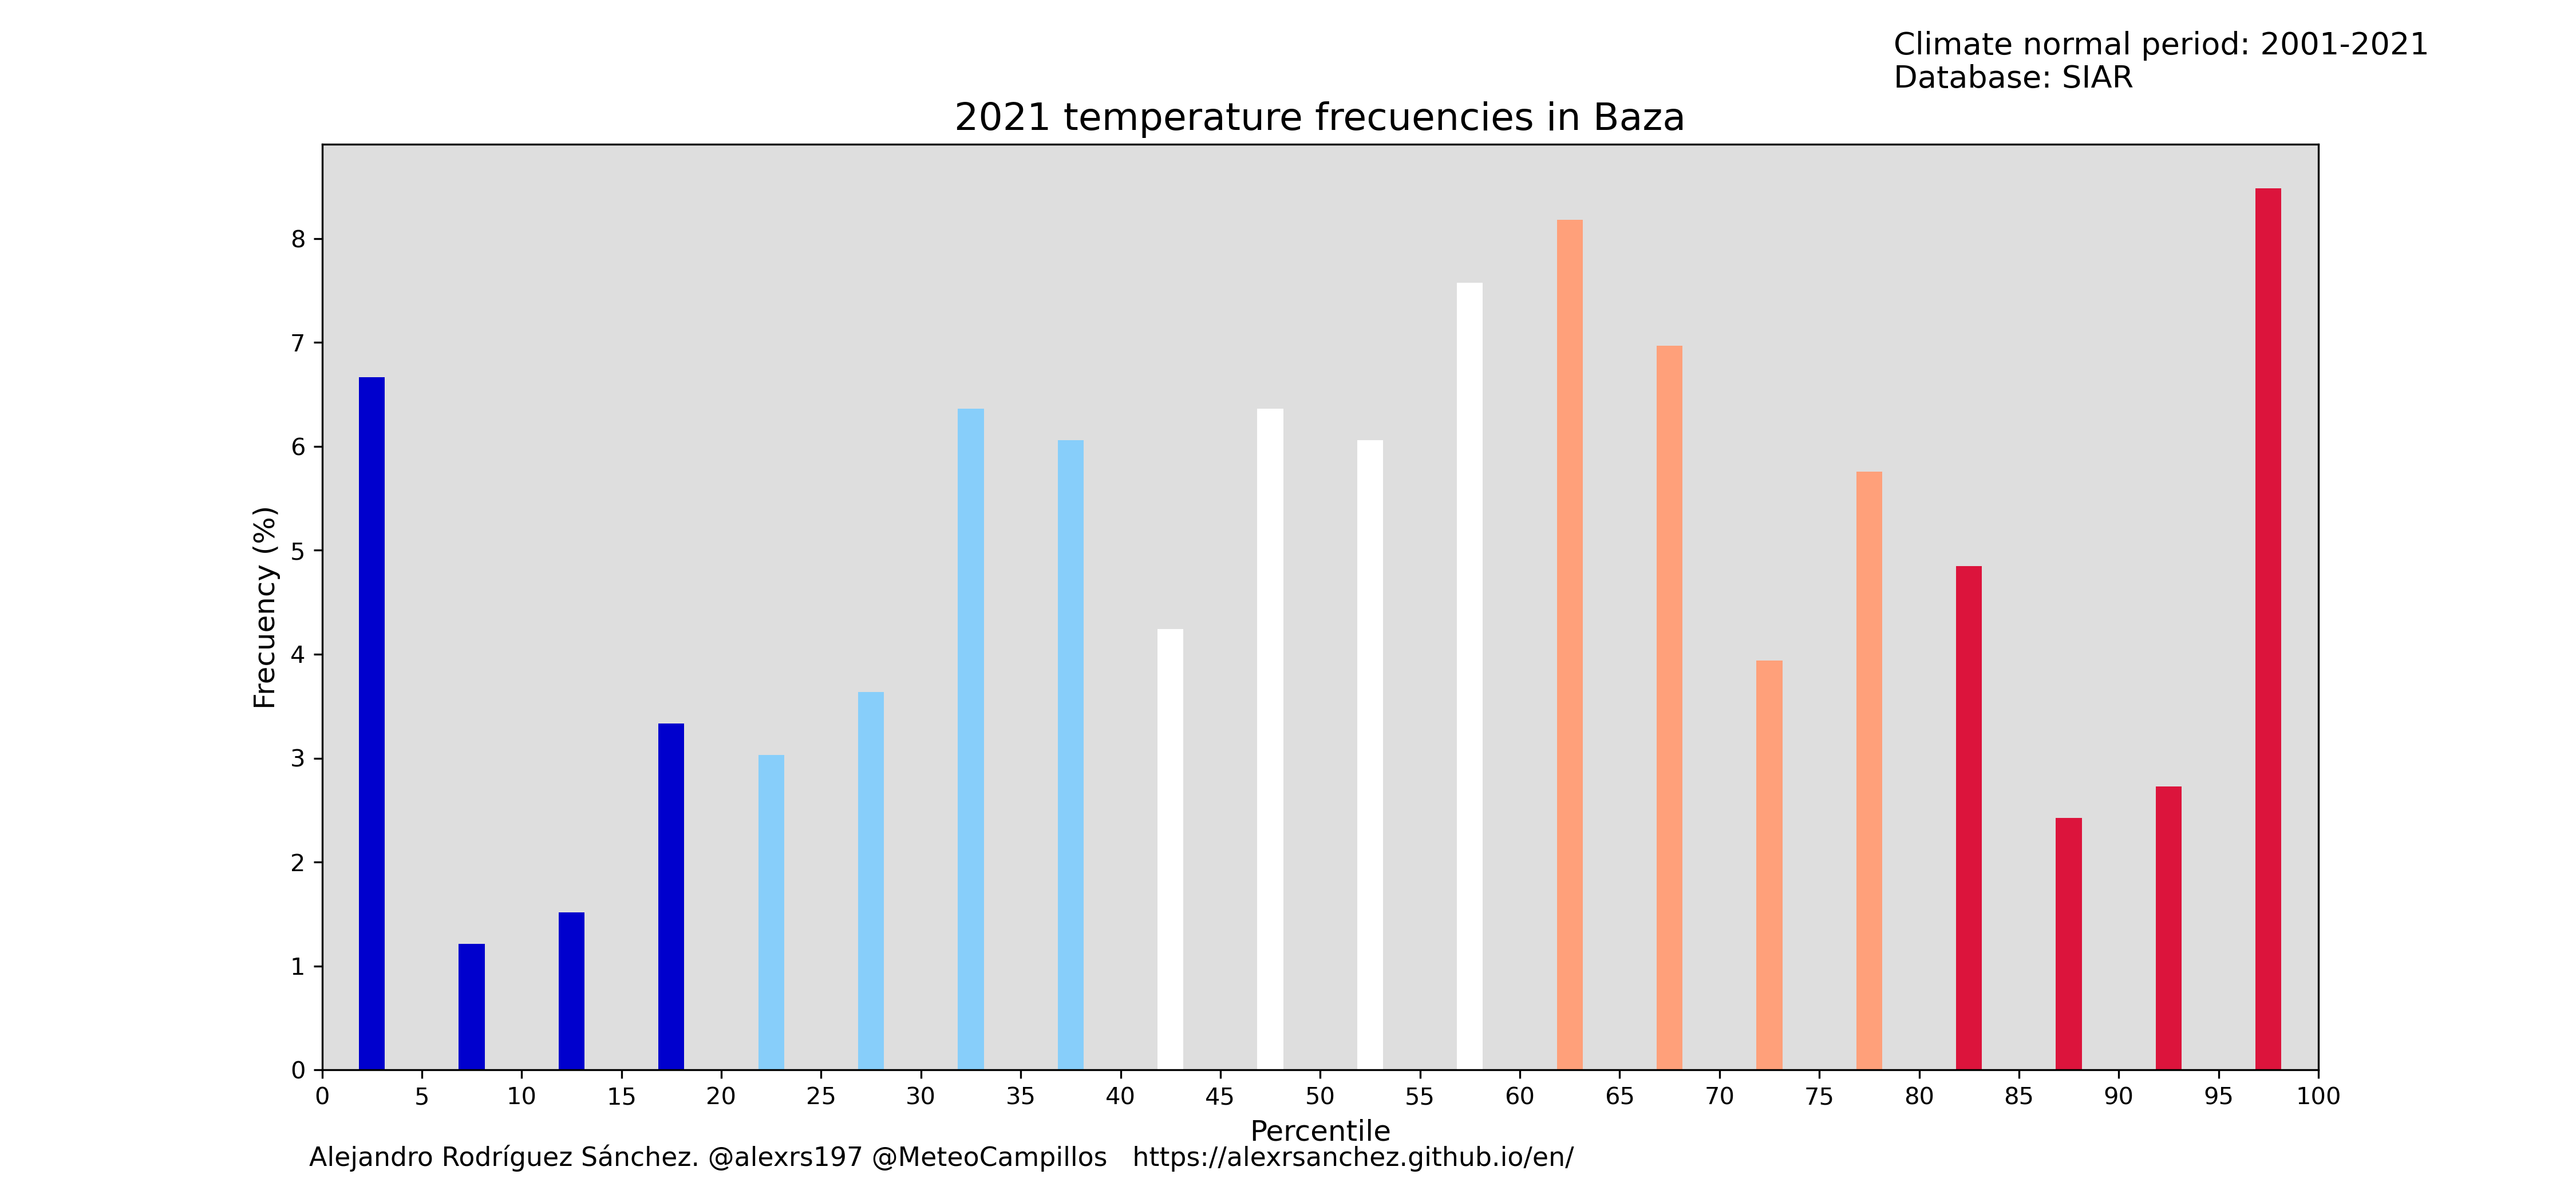 Climate normal period: 2001-2021
Database: SIAR
2021 temperature frecuencies in Baza
Frecuency (%)
8
7
6
5
4
3
2
1
0
0 5 10 15 20 25 30 35 40 45 50 55 60 65 70 75 80 85 90 95 100
Percentile
Alejandro Rodríguez Sánchez. @alexrs197 @MeteoCampillos https://alexrsanchez.github.io/en/